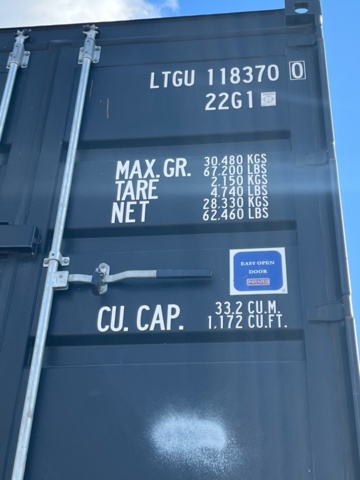 LTGU 118370 0
22G1
MAX. GR. 30.480 KGS
67.200 LBS
TARE 2.150 KGS
4.740 LBS
NET 28.330 KGS
62.460 LBS
EASY OPEN
DOOR
CU. CAP. 33,2 CU.M.
1.172 CU.FT.